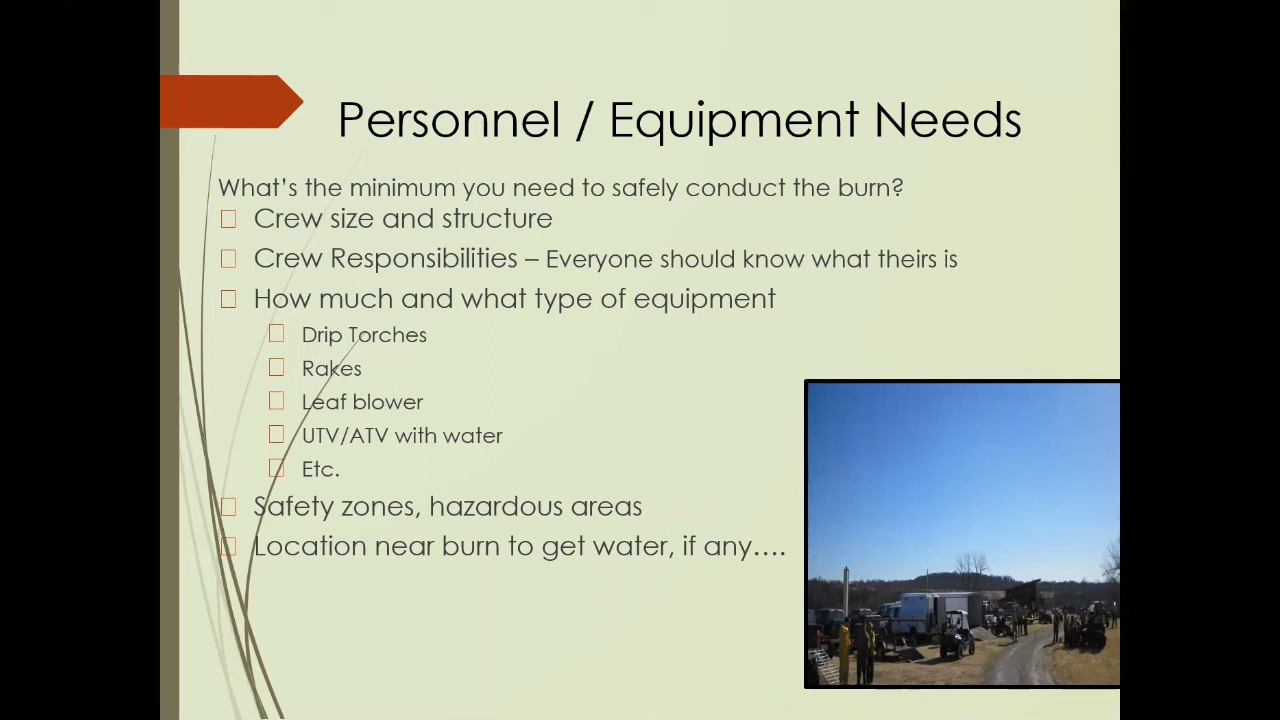 Personnel / Equipment Needs
What's the minimum you need to safely conduct the burn?
Crew size and structure
Crew Responsibilities – Everyone should know what theirs is
How much and what type of equipment
Drip Torches
Rakes
Leaf blower
UTV/ATV with water
Etc.
Safety zones, hazardous areas
Location near burn to get water, if any….